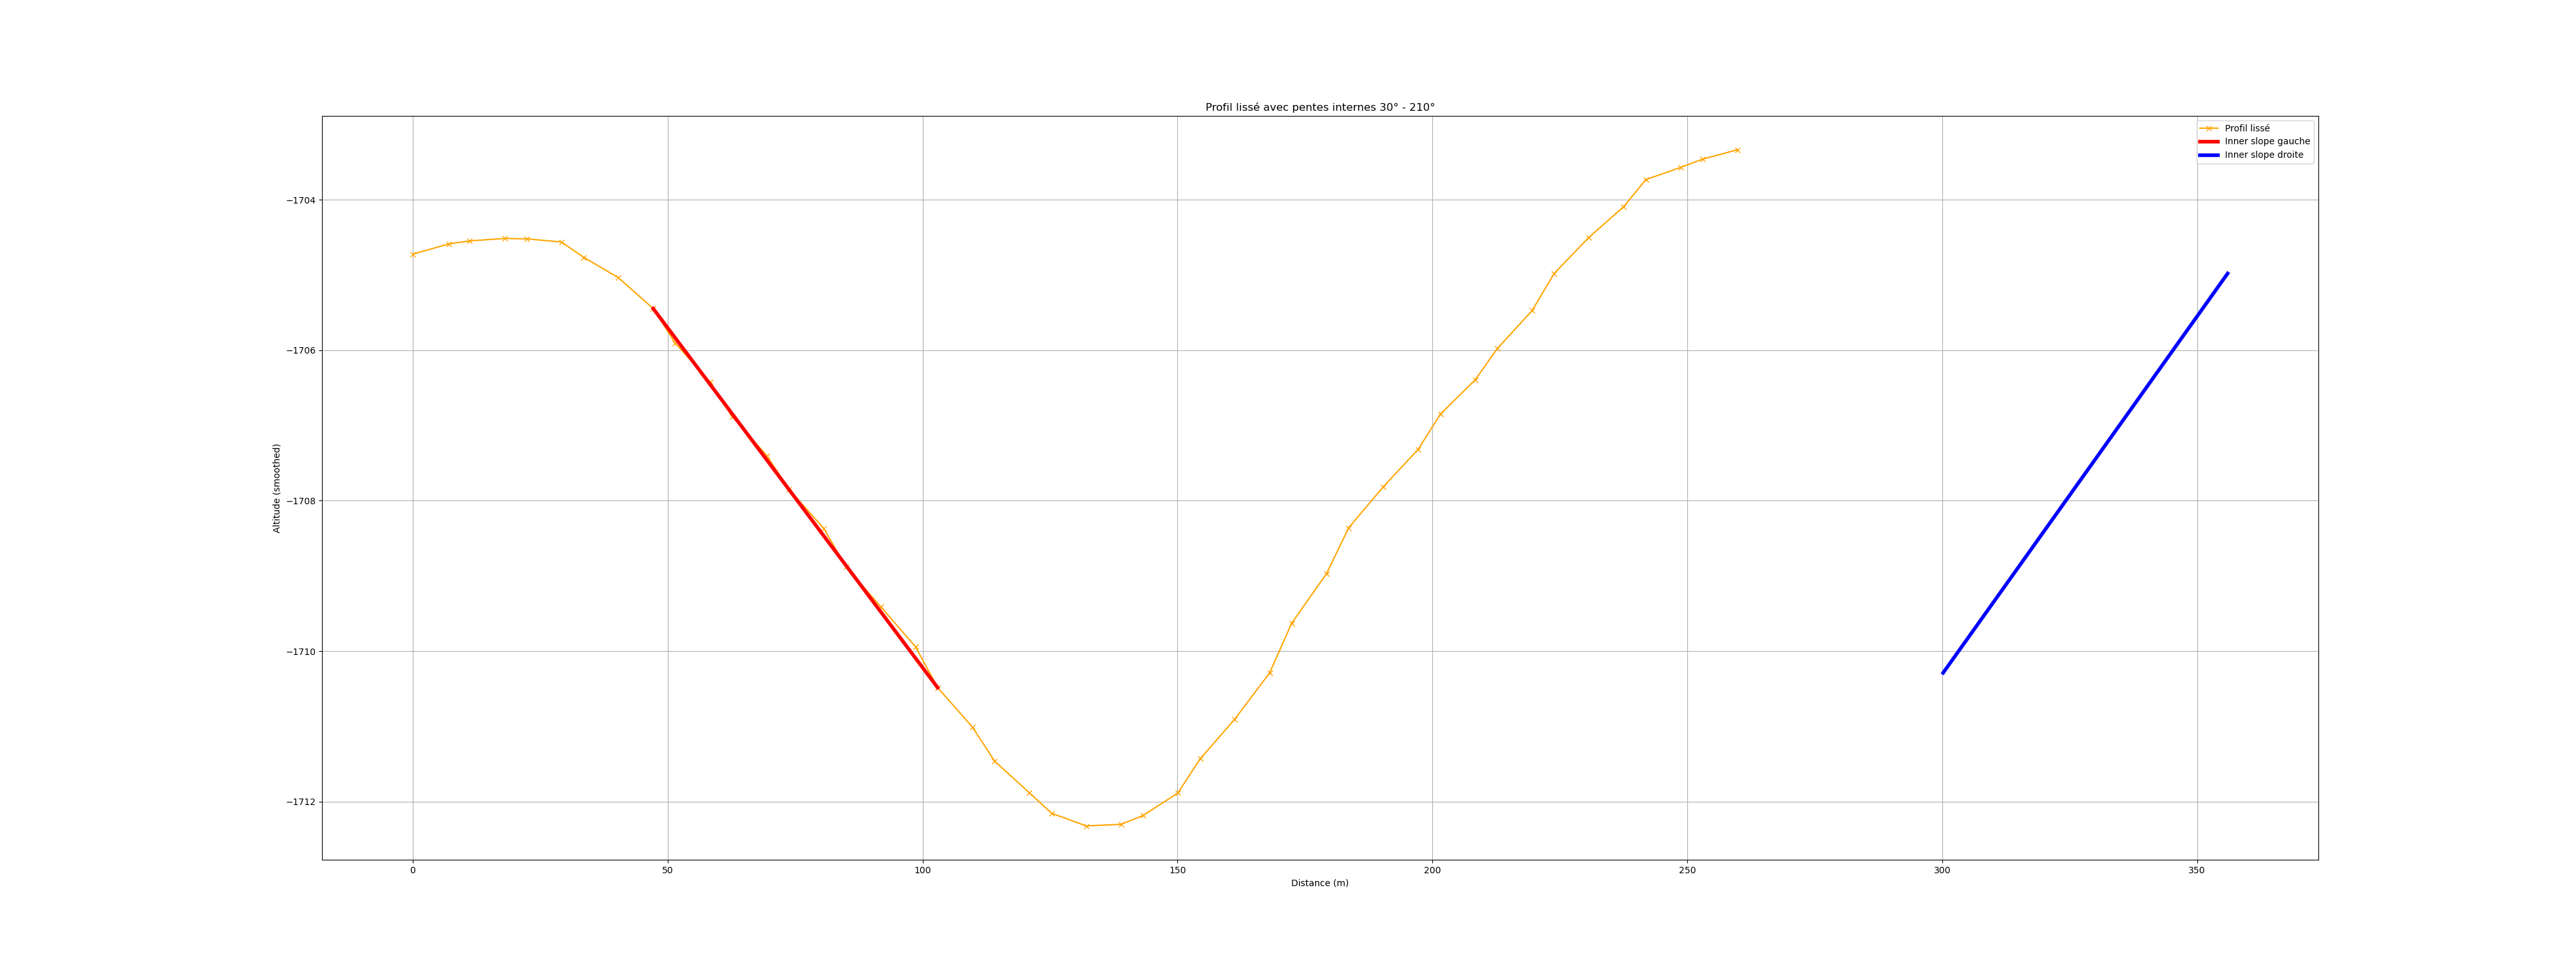 Profil lissé avec pentes internes 30° - 210°
Profil lissé
Inner slope gauche
Inner slope droite
Altitude (smoothed)
−1704
−1706
−1708
−1710
−1712
0
50
100
150
200
250
300
350
Distance (m)